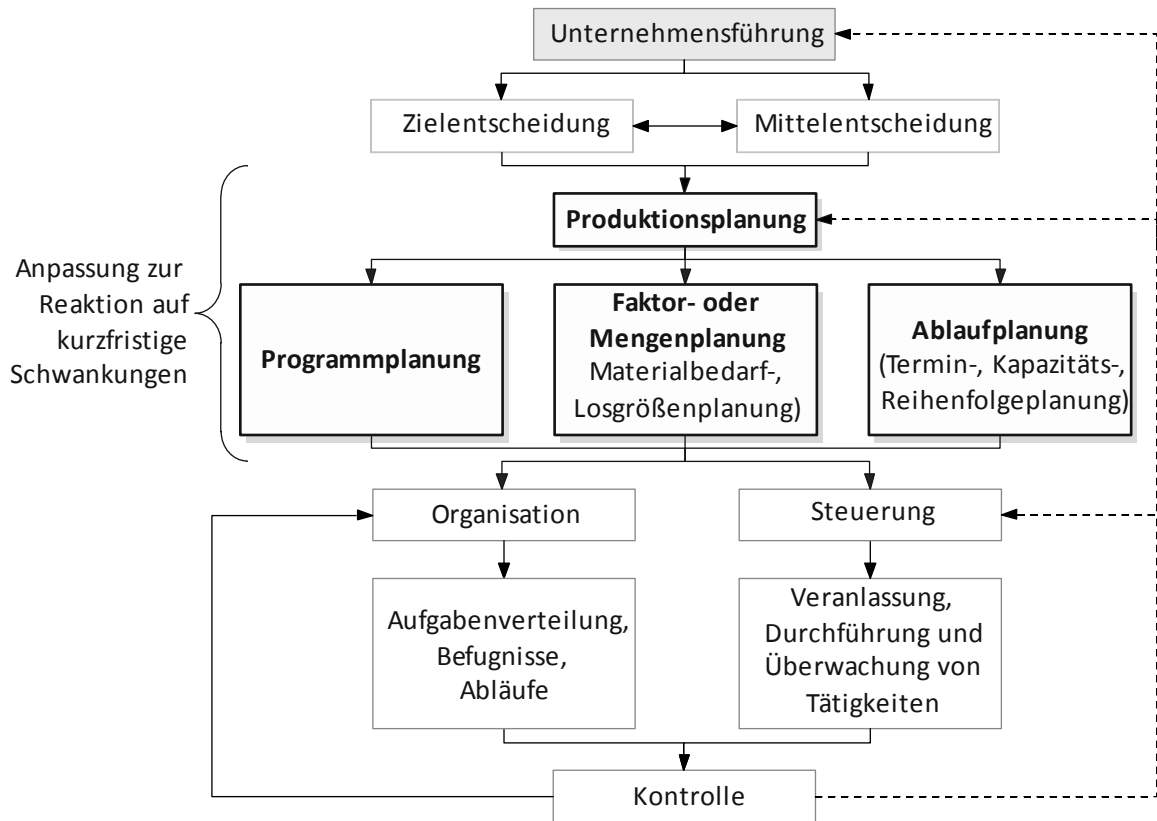 Unternehmensführung
Zielentscheidung
Mittelentscheidung
Produktionsplanung
Anpassung zur
Reaktion auf
kurzfristige
Schwankungen
Programmplanung
Faktor- oder
Mengenplanung
Materialbedarf-,
Losgrößenplanung)
Ablaufplanung
(Termin-, Kapazitäts-,
Reihenfolgeplanung)
Organisation
Steuerung
Aufgabenverteilung,
Befugnisse,
Abläufe
Veranlassung,
Durchführung und
Überwachung von
Tätigkeiten
Kontrolle